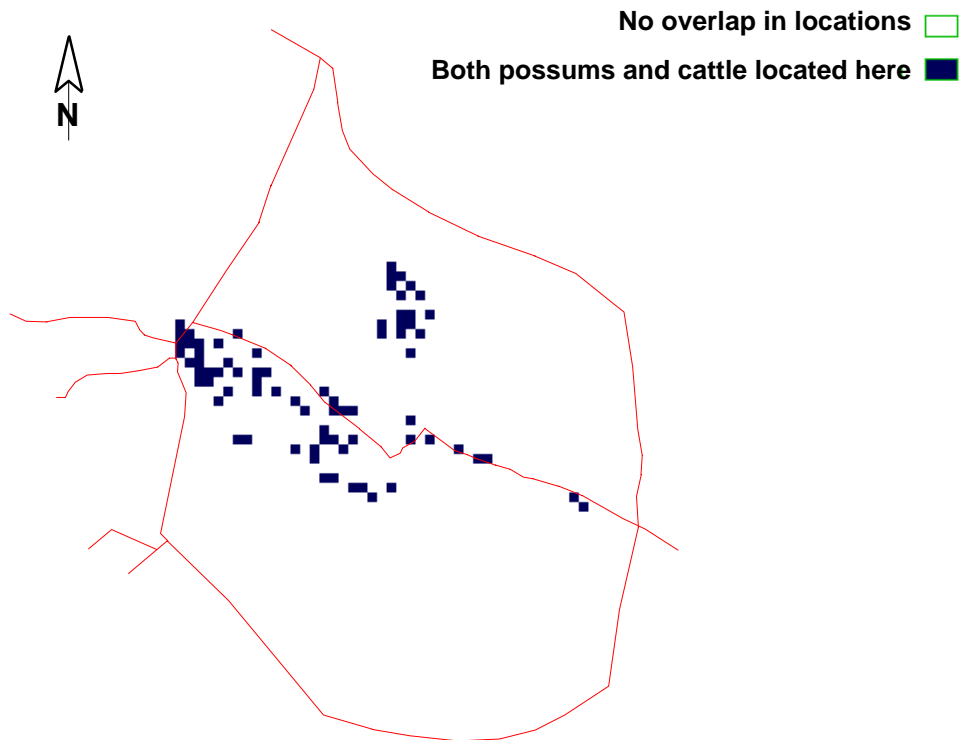 No overlap in locations
Both possums and cattle located here
N